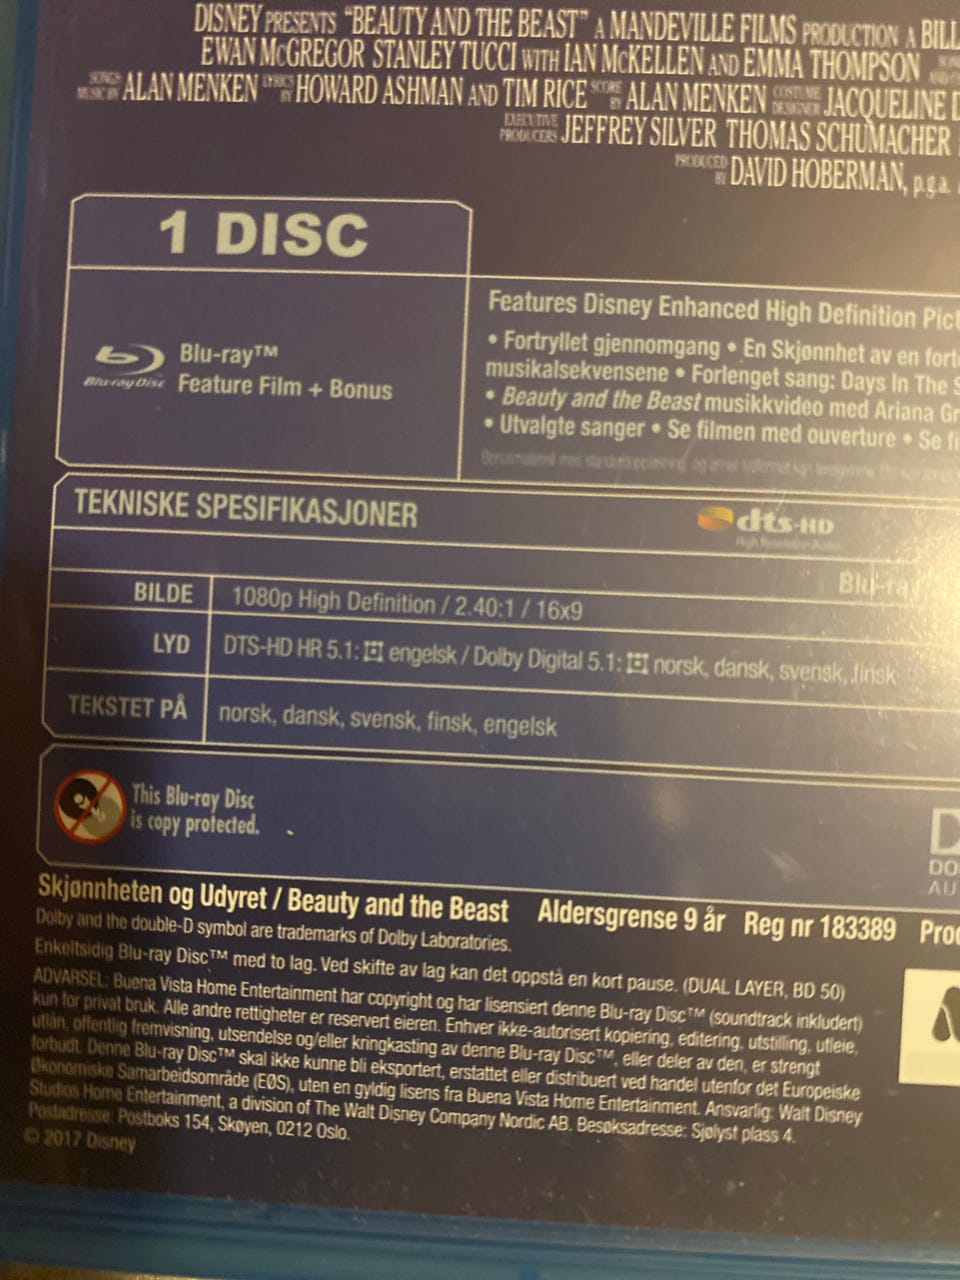 DISNEY PRESENTS "BEAUTY AND THE BEAST" A MANDEVILLE FILMS PRODUCTION A BILL
EWAN McGREGOR STANLEY TUCCI WITH IAN McKELLEN AND EMMA THOMPSON
SONGS MUSIC BY ALAN MENKEN LYRICS BY HOWARD ASHMAN AND TIM RICE SCORE BY ALAN MENKEN COSTUME DESIGNER JACQUELINE D
EXECUTIVE PRODUCERS JEFFREY SILVER THOMAS SCHUMACHER
PRODUCED BY DAVID HOBERMAN, p.g.a.
1 DISC
Blu-ray Disc
Blu-ray™
Feature Film + Bonus
Features Disney Enhanced High Definition Pict
• Fortryllet gjennomgang • En Skjønnhet av en forte
musikalsekvensene • Forlenget sang: Days In The S
• Beauty and the Beast musikkvideo med Ariana Gr
• Utvalgte sanger • Se filmen med ouverture • Se fi
TEKNISKE SPESIFIKASJONER
dts-HD
Blu-ray
BILDE 1080p High Definition / 2.40:1 / 16x9
LYD DTS-HD HR 5.1: engelsk / Dolby Digital 5.1: norsk, dansk, svensk, finsk
TEKSTET PÅ norsk, dansk, svensk, finsk, engelsk
This Blu-ray Disc
is copy protected.
DO
AU
Skjønnheten og Udyret / Beauty and the Beast Aldersgrense 9 år Reg nr 183389 Prod
Dolby and the double-D symbol are trademarks of Dolby Laboratories.
Enkeltsidig Blu-ray Disc™ med to lag. Ved skifte av lag kan det oppstå en kort pause. (DUAL LAYER, BD 50)
ADVARSEL: Buena Vista Home Entertainment har copyright og har lisensiert denne Blu-ray Disc™ (soundtrack inkludert)
kun for privat bruk. Alle andre rettigheter er reservert eieren. Enhver ikke-autorisert kopiering, editering, utstilling, utleie,
utlån, offentlig fremvisning, utsendelse og/eller kringkasting av denne Blu-ray Disc™, eller deler av den, er strengt
forbudt. Denne Blu-ray Disc™ skal ikke kunne bli eksportert, erstattet eller distribuert ved handel utenfor det Europeiske
Økonomiske Samarbeidsområde (EØS), uten en gyldig lisens fra Buena Vista Home Entertainment. Ansvarlig: Walt Disney
Studios Home Entertainment, a division of The Walt Disney Company Nordic AB. Besøksadresse: Sjølyst plass 4.
Postadresse: Postboks 154, Skøyen, 0212 Oslo.
© 2017 Disney